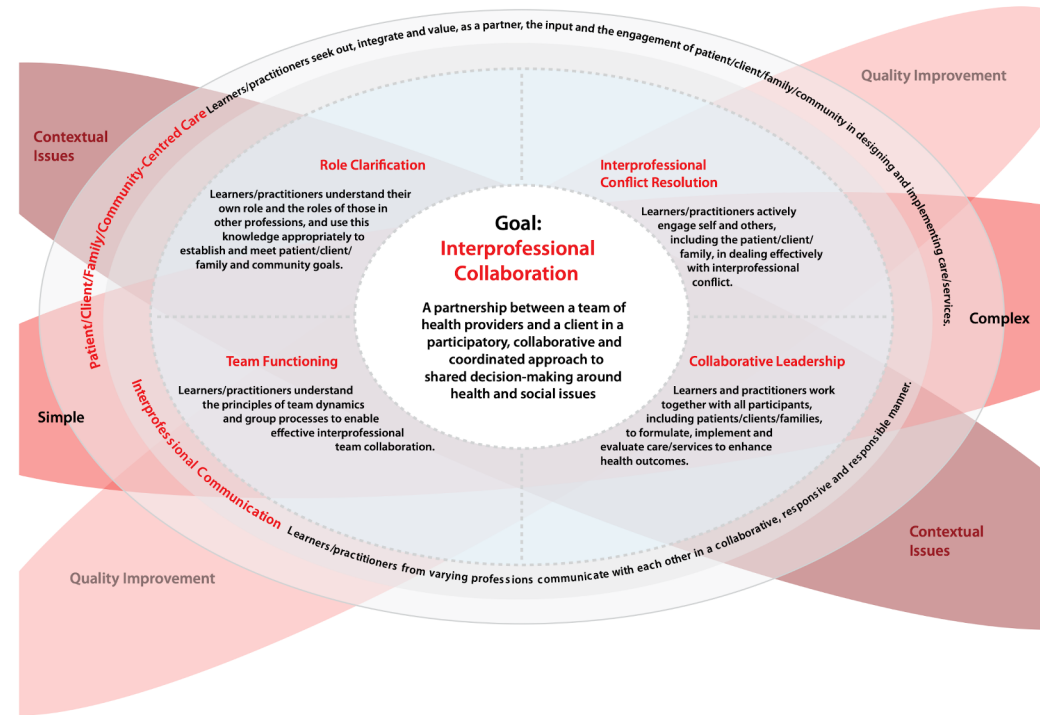 Patient/Client/Family/Community-Centred Care Learners/practitioners seek out, integrate and value, as a partner, the input and the engagement of patient/client/family/community in designing and implementing care/services.
Quality Improvement
Contextual
Issues
Role Clarification
Learners/practitioners understand their
own role and the roles of those in
other professions, and use this
knowledge appropriately to
establish and meet patient/client/
family and community goals.
Interprofessional
Conflict Resolution
Learners/practitioners actively
engage self and others,
including the patient/client/
family, in dealing effectively
with interprofessional
conflict.
Goal:
Interprofessional
Collaboration
A partnership between a team of
health providers and a client in a
participatory, collaborative and
coordinated approach to
shared decision-making around
health and social issues
Complex
Simple
Team Functioning
Learners/practitioners understand
the principles of team dynamics
and group processes to enable
effective interprofessional
team collaboration.
Collaborative Leadership
Learners and practitioners work
together with all participants,
including patients/clients/families,
to formulate, implement and
evaluate care/services to enhance
health outcomes.
Interprofessional Communication Learners/practitioners from varying professions communicate with each other in a collaborative, responsive and responsible manner.
Contextual
Issues
Quality Improvement